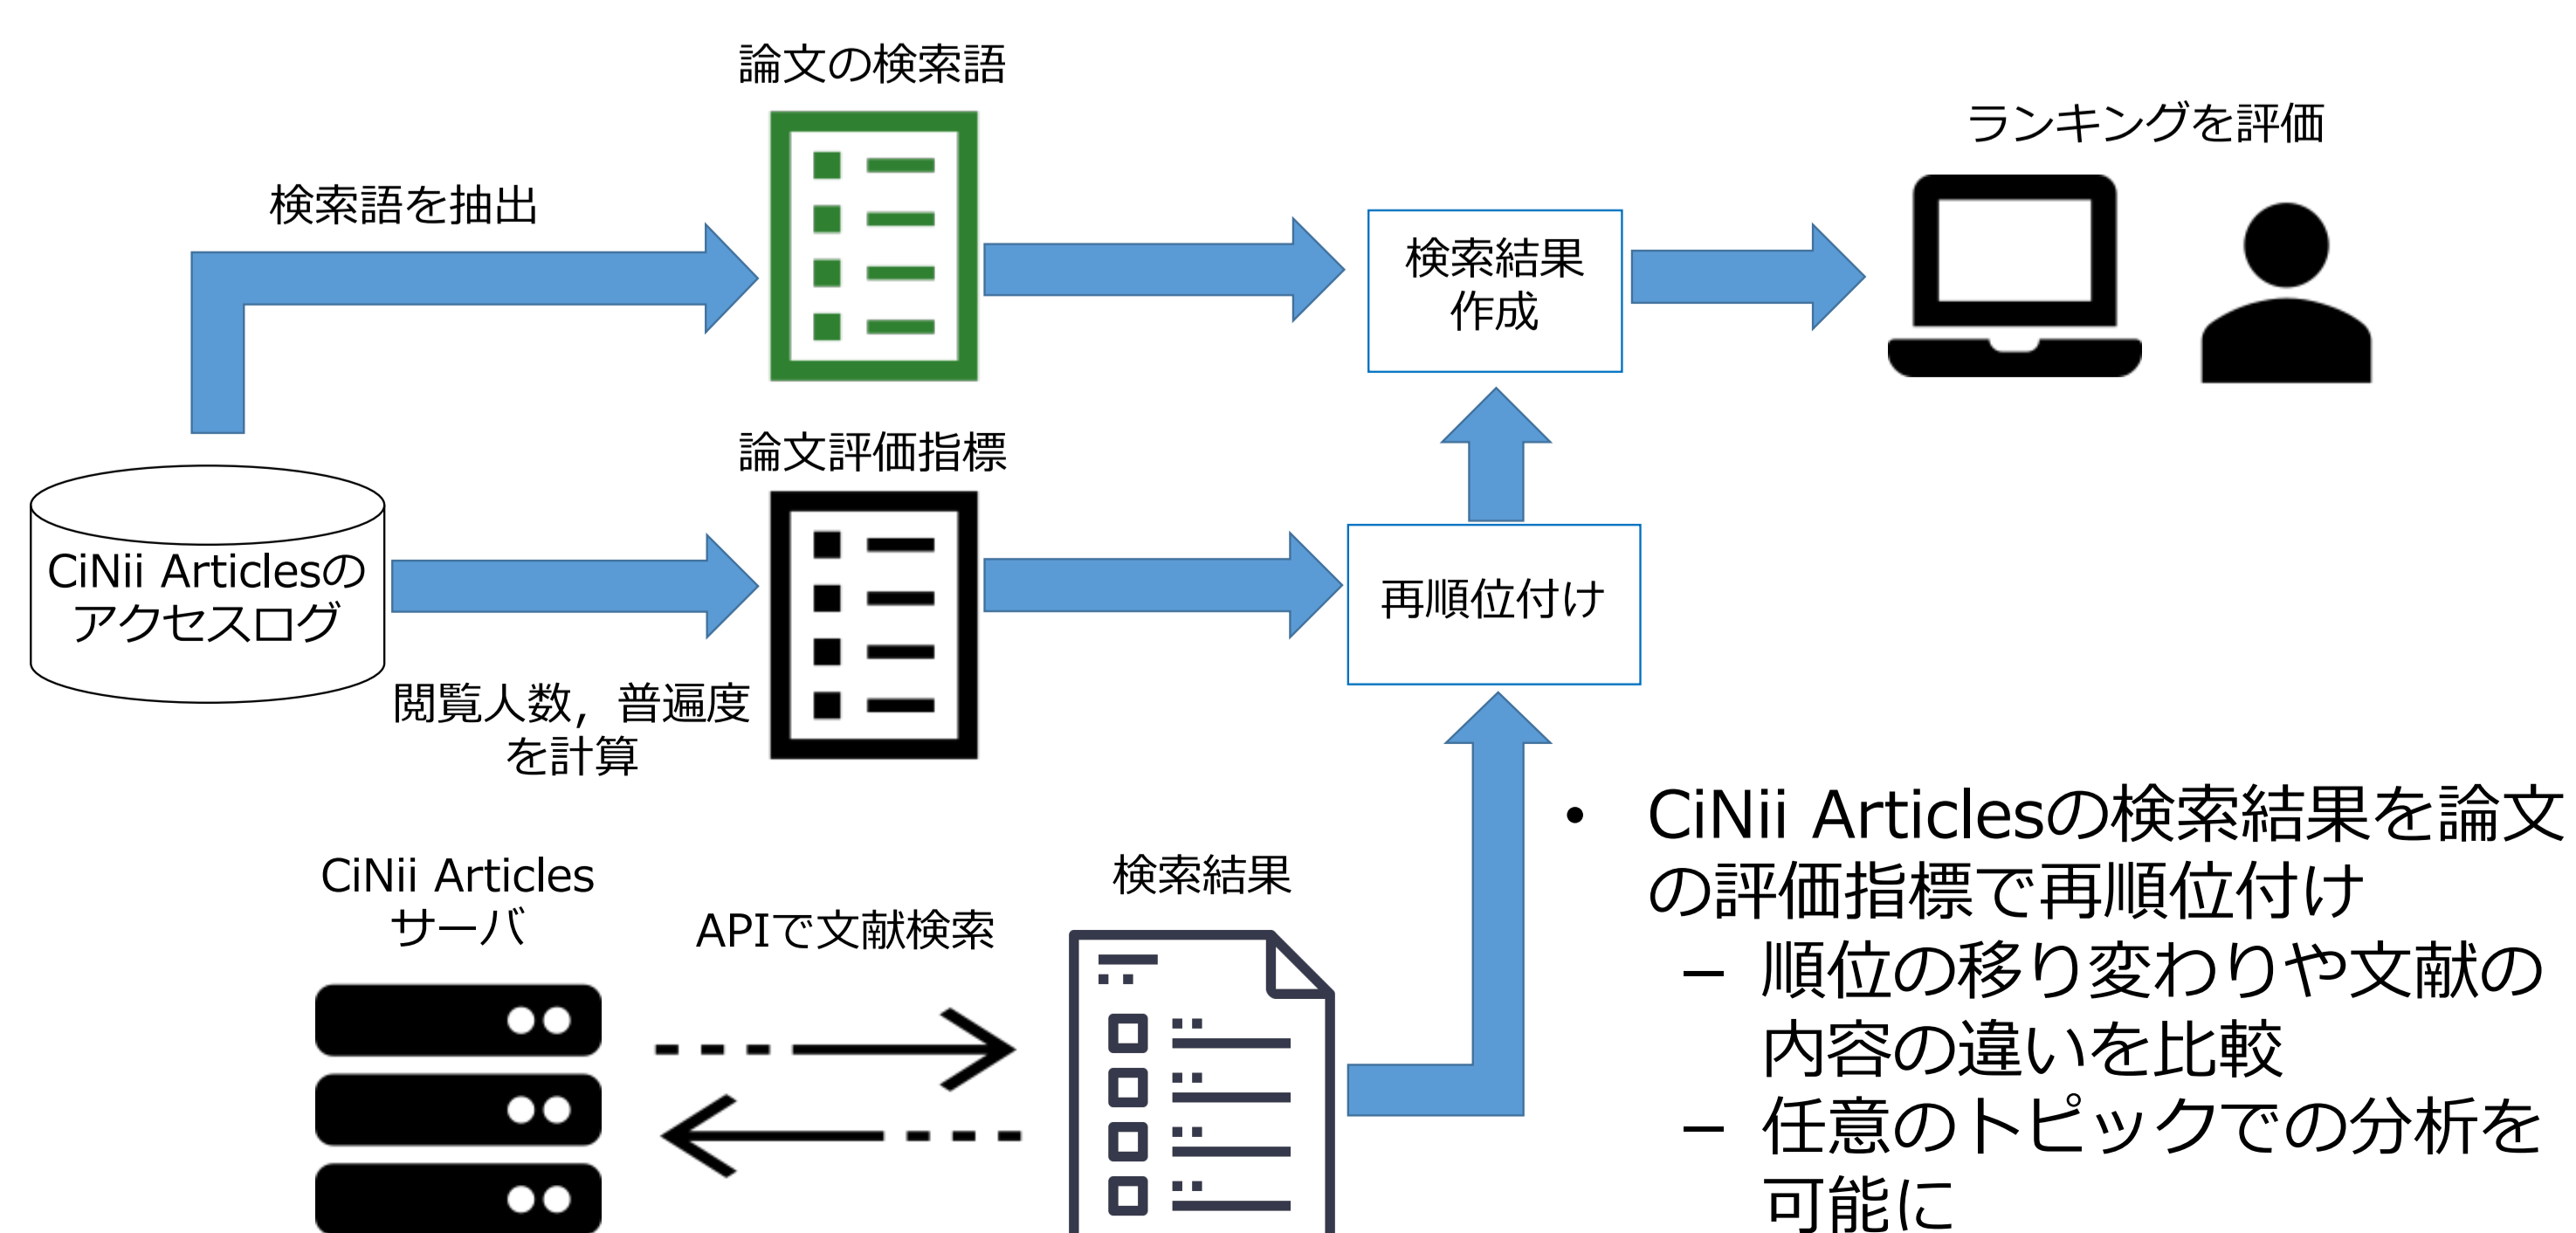 論文の検索語
ランキングを評価
検索語を抽出
検索結果
作成
論文評価指標
CiNii Articlesの
アクセスログ
再順位付け
閲覧人数，普遍度
を計算
CiNii Articles
サーバ
APIで文献検索
検索結果
• CiNii Articlesの検索結果を論文
の評価指標で再順位付け
– 順位の移り変わりや文献の
内容の違いを比較
– 任意のトピックでの分析を
可能に